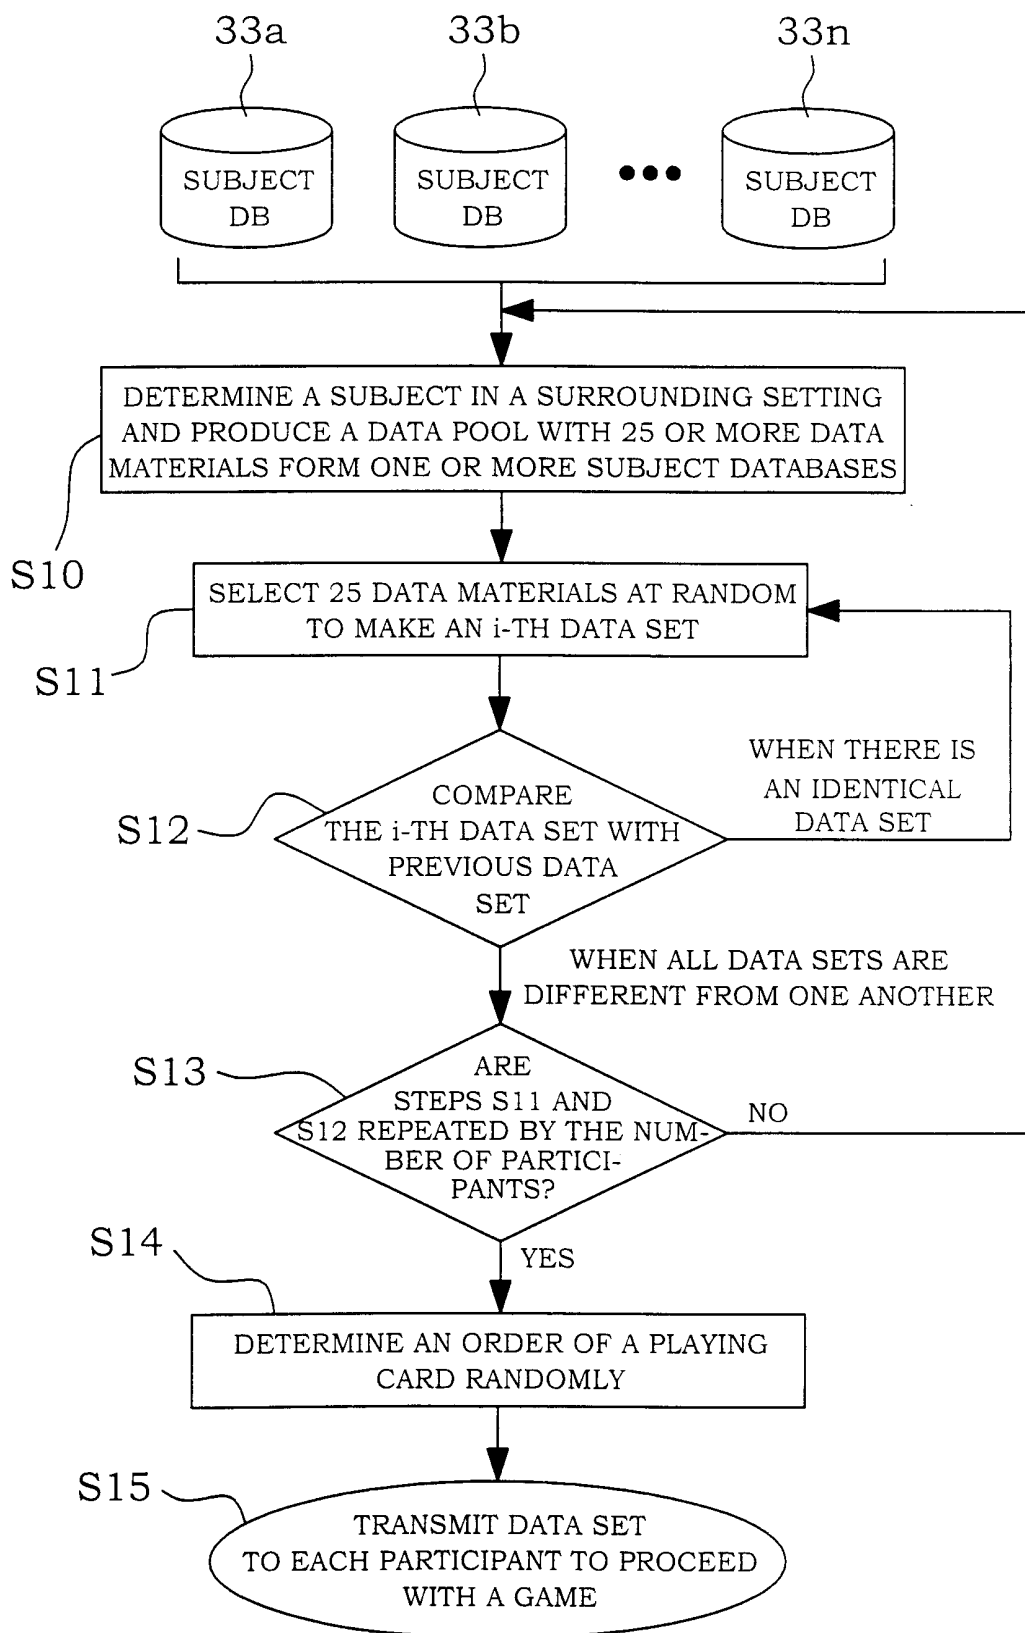 33a
33b
33n
SUBJECT
DB
SUBJECT
DB
SUBJECT
DB
DETERMINE A SUBJECT IN A SURROUNDING SETTING
AND PRODUCE A DATA POOL WITH 25 OR MORE DATA
MATERIALS FORM ONE OR MORE SUBJECT DATABASES
S10
SELECT 25 DATA MATERIALS AT RANDOM
TO MAKE AN i-TH DATA SET
S11
WHEN THERE IS
AN IDENTICAL
DATA SET
S12
COMPARE
THE i-TH DATA SET WITH
PREVIOUS DATA
SET
WHEN ALL DATA SETS ARE
DIFFERENT FROM ONE ANOTHER
S13
ARE
STEPS S11 AND
S12 REPEATED BY THE NUM-
BER OF PARTICI-
PANTS?
NO
YES
S14
DETERMINE AN ORDER OF A PLAYING
CARD RANDOMLY
S15
TRANSMIT DATA SET
TO EACH PARTICIPANT TO PROCEED
WITH A GAME